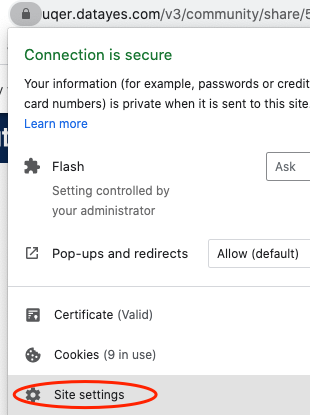 uqer.datayes.com/v3/community/share/5
Connection is secure
Your information (for example, passwords or credit
card numbers) is private when it is sent to this site.
Learn more
Flash
Ask
Setting controlled by
your administrator
Pop-ups and redirects
Allow (default)
Certificate (Valid)
Cookies (9 in use)
Site settings